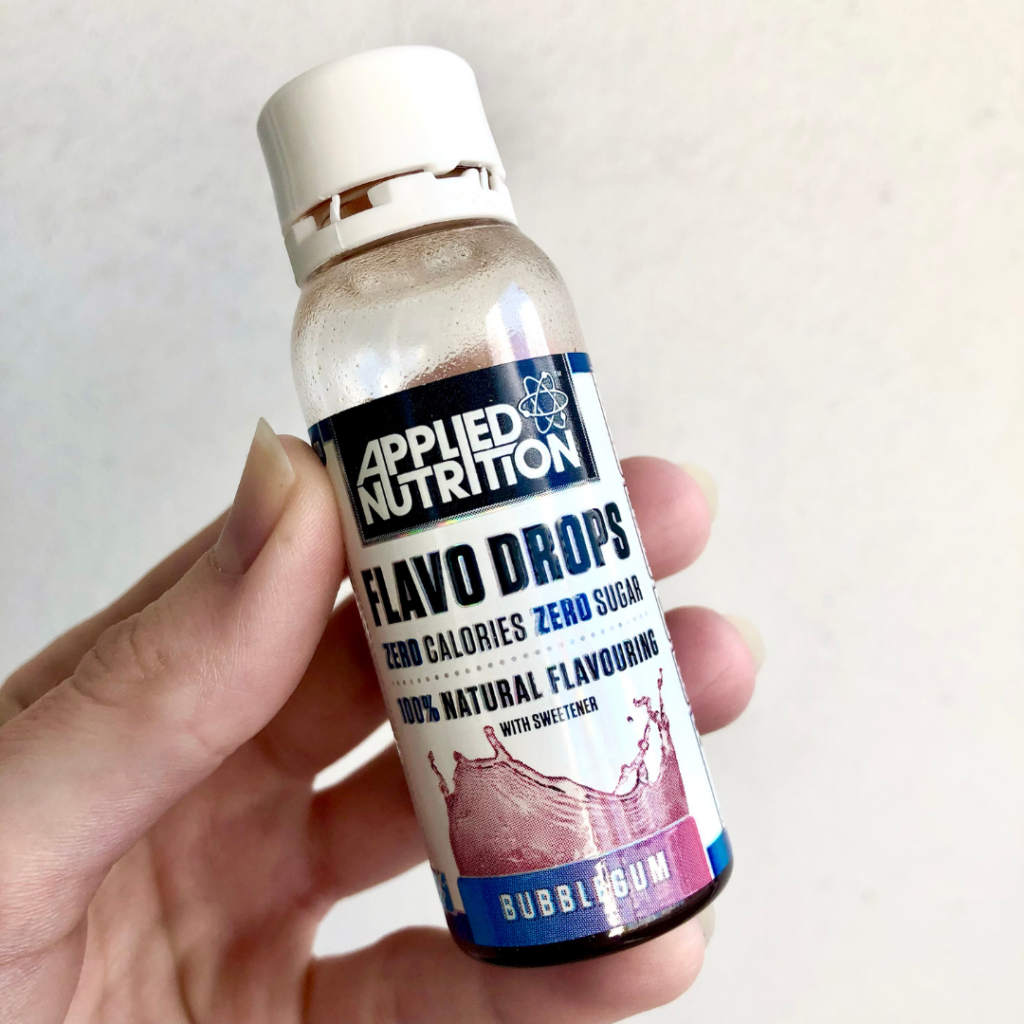 APPLIED
NUTRITION
FLAVO DROPS
ZERO CALORIES ZERO SUGAR
100% NATURAL FLAVOURING
WITH SWEETENER
BUBBLEGUM